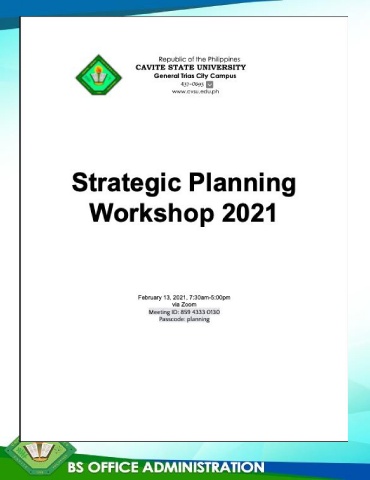 Republic of the Philippines
CAVITE STATE UNIVERSITY
General Trias City Campus
437-0693
www.cvsu.edu.ph
Strategic Planning
Workshop 2021
February 13, 2021, 7:30am-5:00pm
via Zoom
Meeting ID: 859 4333 0130
Passcode: planning
BS OFFICE ADMINISTRATION